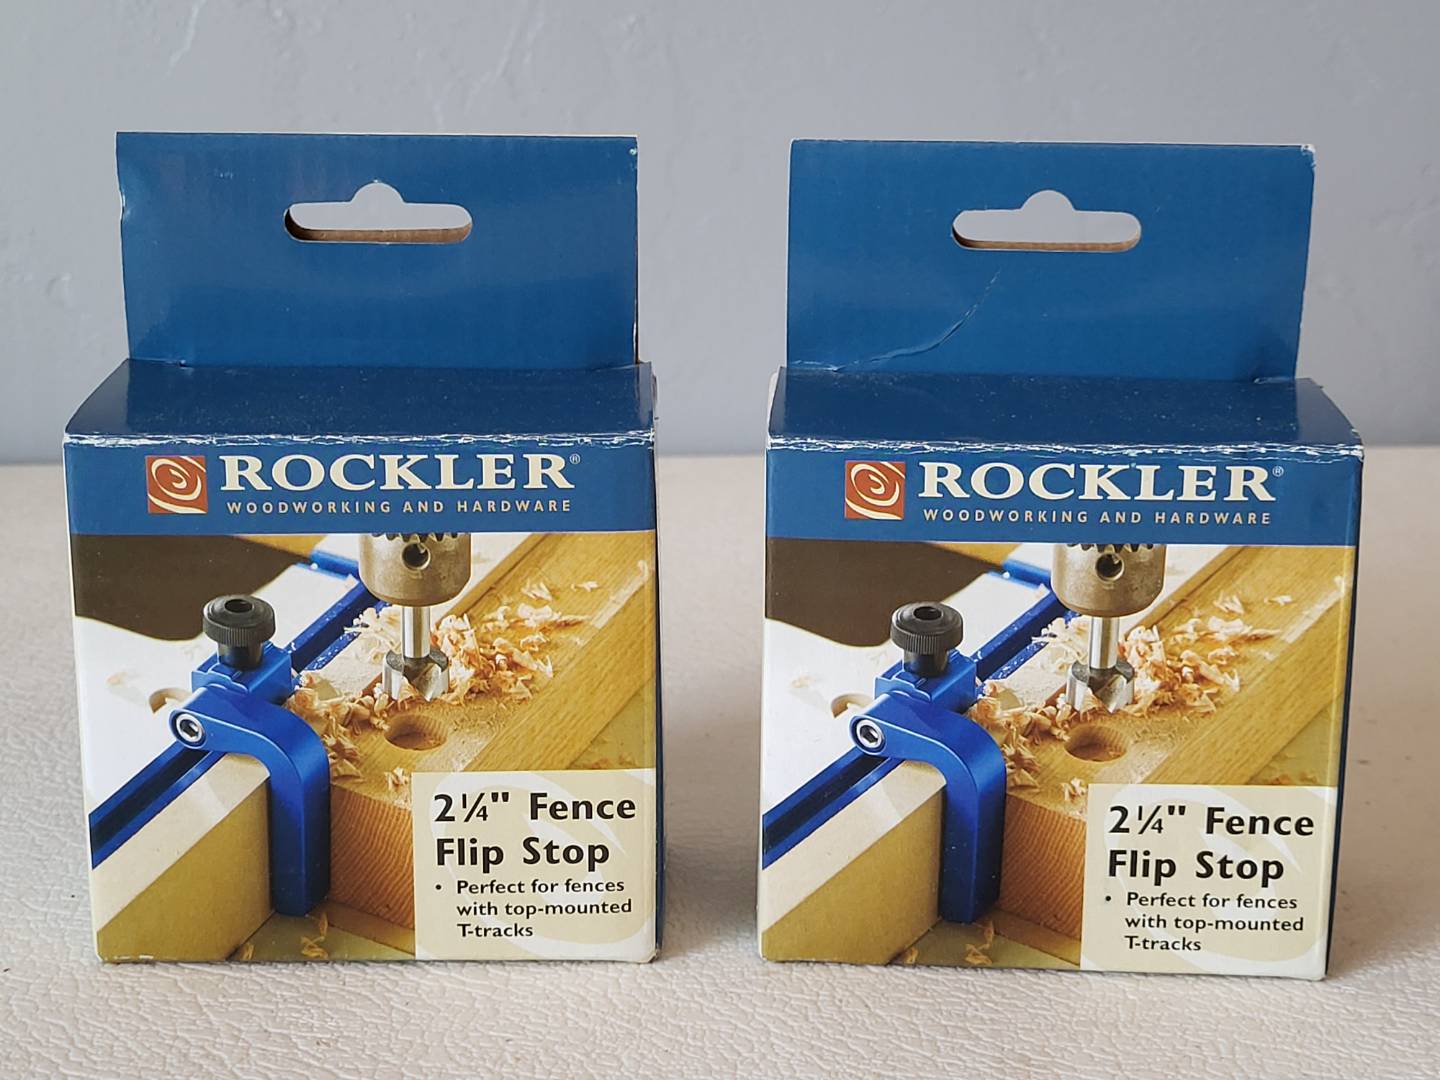 ROCKLER®
WOODWORKING AND HARDWARE
2¼" Fence
Flip Stop
• Perfect for fences
with top-mounted
T-tracks
ROCKLER®
WOODWORKING AND HARDWARE
2¼" Fence
Flip Stop
• Perfect for fences
with top-mounted
T-tracks